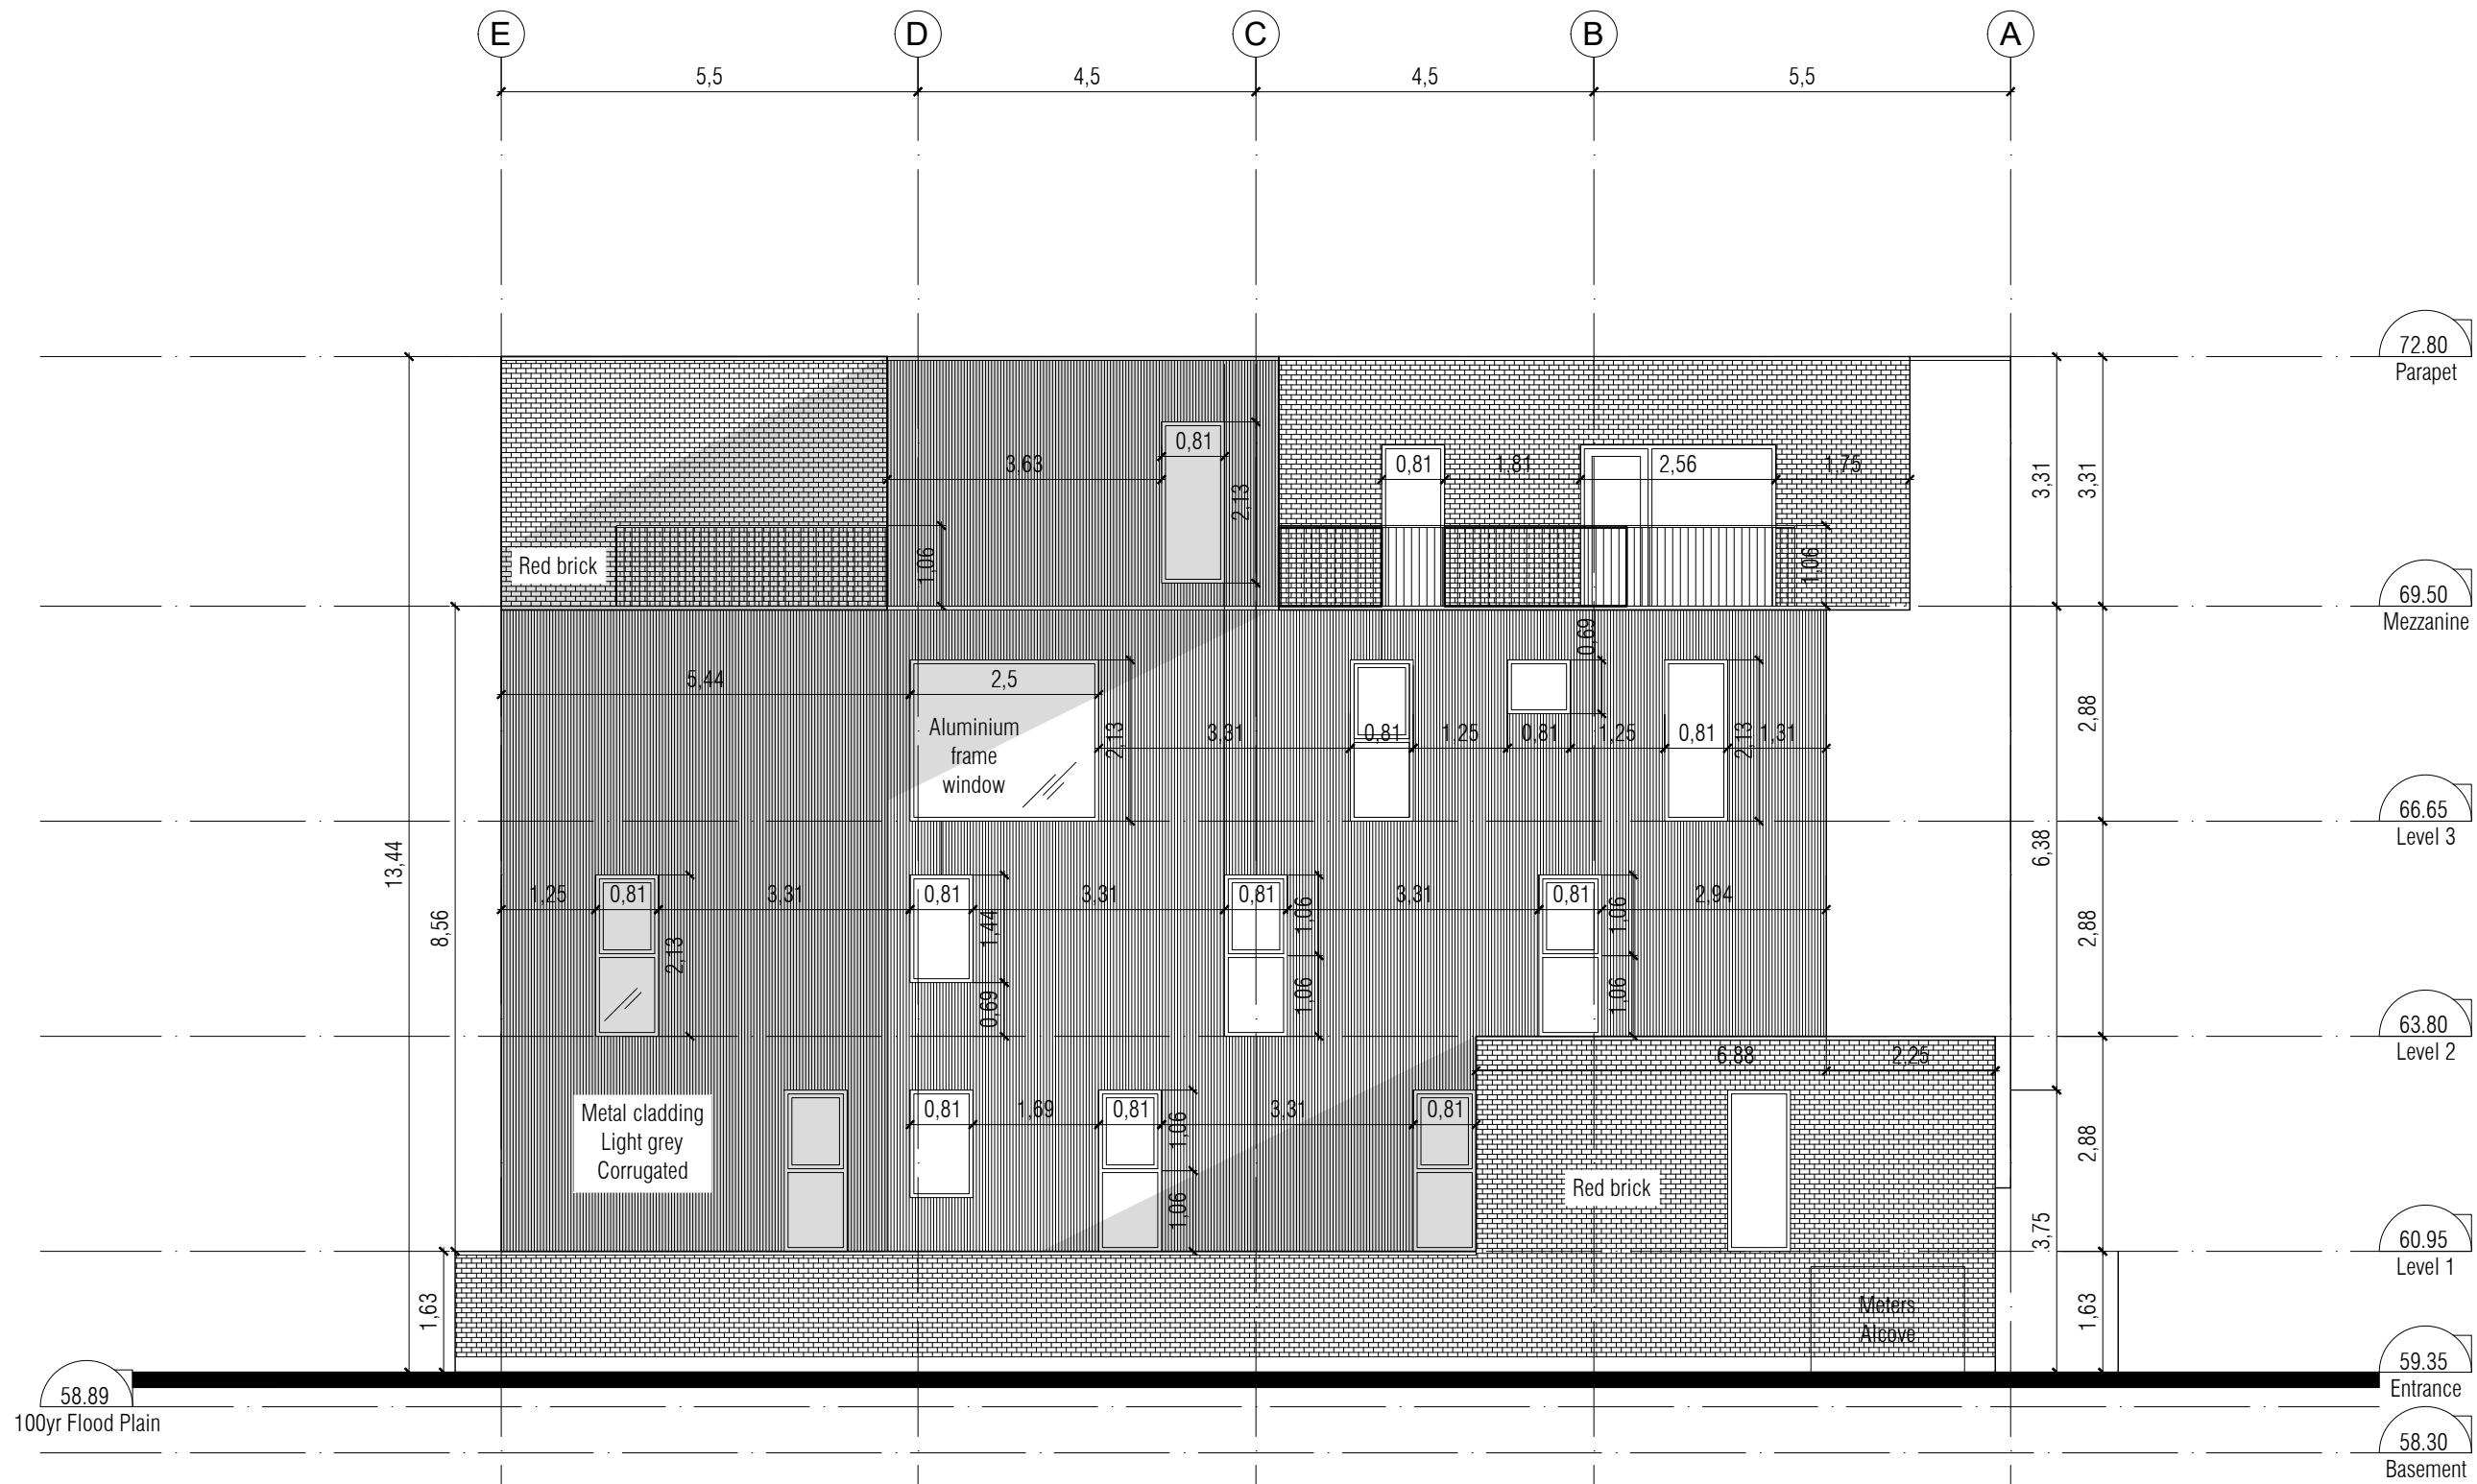 E D C B A
5,5 4,5 4,5 5,5
72.80
Parapet
0,81
3,63
2,13
0,81 1,81 2,56 1,75
3,31 3,31
Red brick
1,06
1,06
69.50
Mezzanine
0,69
5,44 2,5
Aluminium
frame
window
2,13
3,31 0,81 1,25 0,81 1,25 0,81 2,13 1,31
2,88
66.65
Level 3
13,44
6,38
8,56
1,25 0,81 3,31 0,81 3,31 0,81 3,31 0,81 2,94
2,13
1,44
1,06
1,06
2,88
0,69
1,06
1,06
63.80
Level 2
6,88 2,25
Metal cladding
Light grey
Corrugated
0,81 1,69 0,81 3,31 0,81
1,06
1,06
2,88
Red brick
3,75
60.95
Level 1
1,63
Meters
Alcove
1,63
59.35
Entrance
58.89
100yr Flood Plain
58.30
Basement